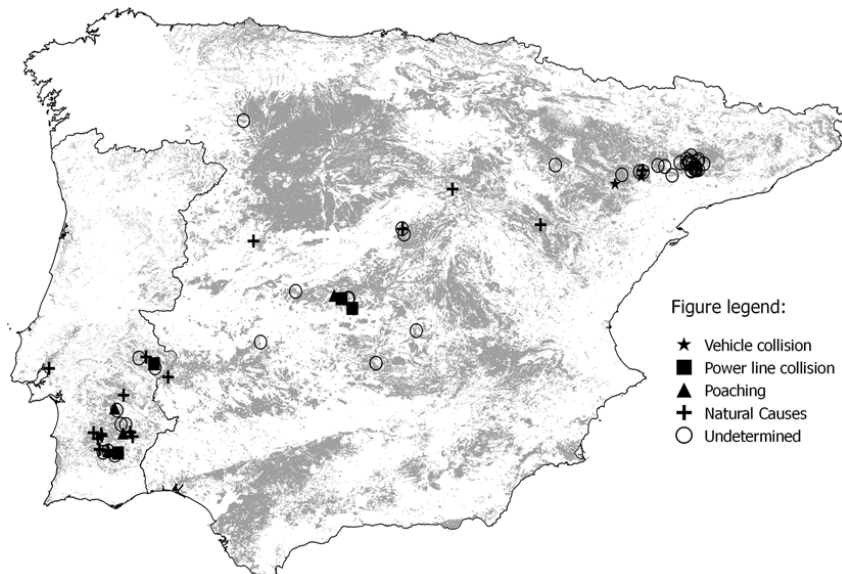 Figure legend:
Vehicle collision
Power line collision
Poaching
Natural Causes
Undetermined